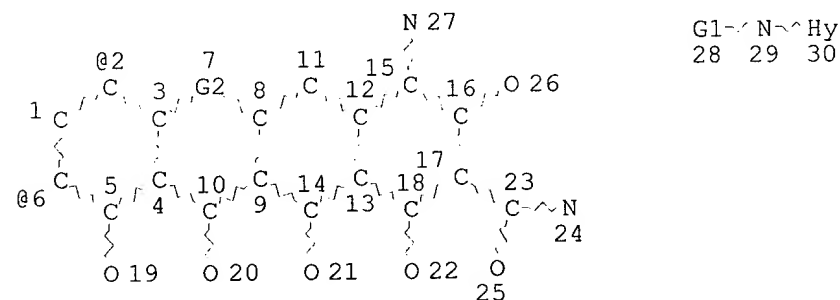 N 27
G1 N Hy
28 29 30
@2 7 11 15
C 3 G2 8 C 12 C 16 O 26
1 C C C C C
C C C C 17 C 23
@6 5 10 14 18 C N
C 4 C 9 C 13 C 24
O 19 O 20 O 21 O 22 O
25